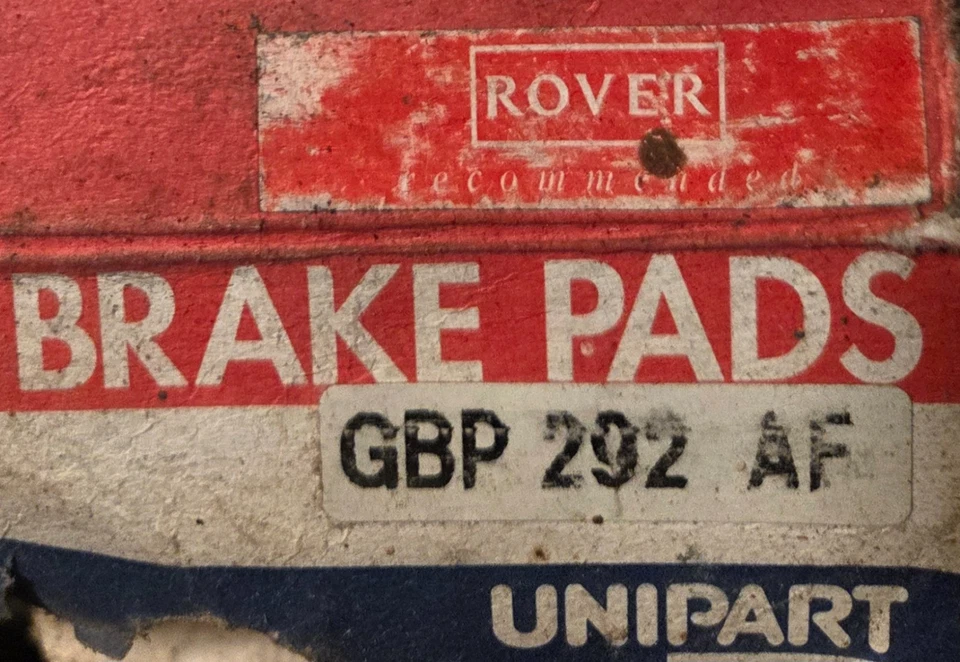 ROVER
recommended
BRAKE PADS
GBP 292 AF
UNIPART